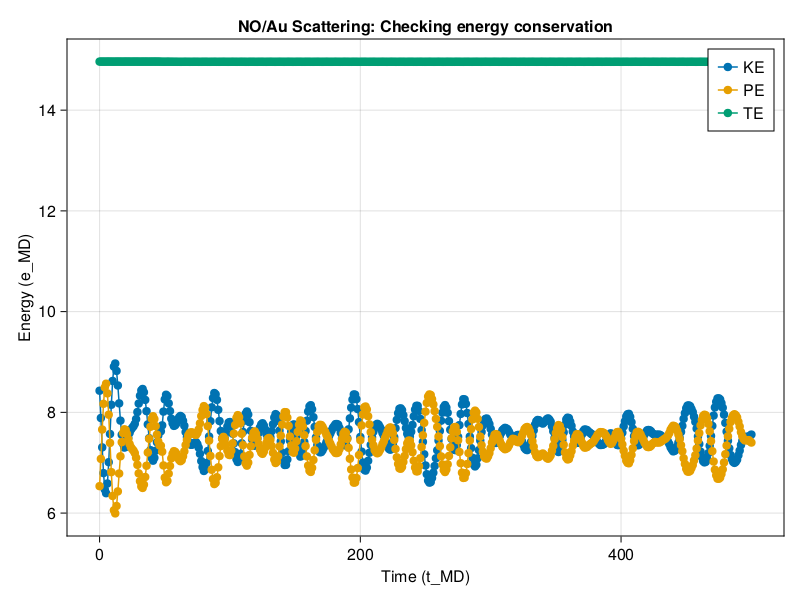 NO/Au Scattering: Checking energy conservation
KE
PE
TE
14
12
10
8
6
Energy (e_MD)
0
200
400
Time (t_MD)